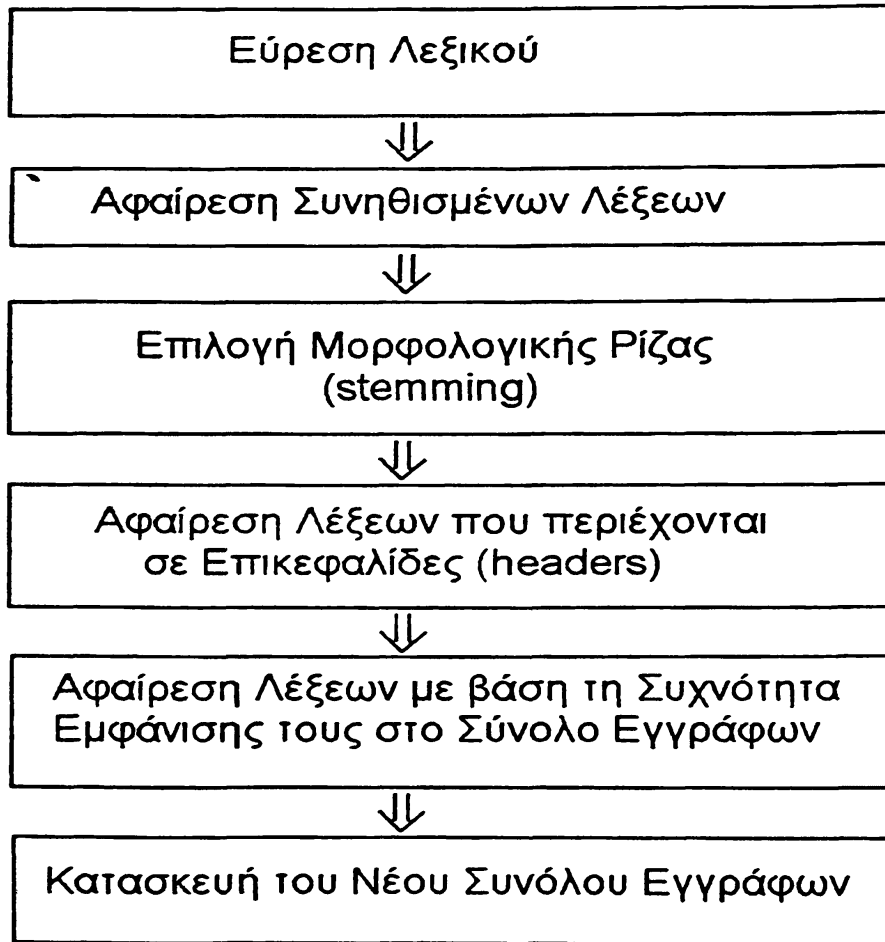 Εύρεση Λεξικού
Αφαίρεση Συνηθισμένων Λέξεων
Επιλογή Μορφολογικής Ρίζας
(stemming)
Αφαίρεση Λέξεων που περιέχονται
σε Επικεφαλίδες (headers)
Αφαίρεση Λέξεων με βάση τη Συχνότητα
Εμφάνισης τους στο Σύνολο Εγγράφων
Κατασκευή του Νέου Συνόλου Εγγράφων